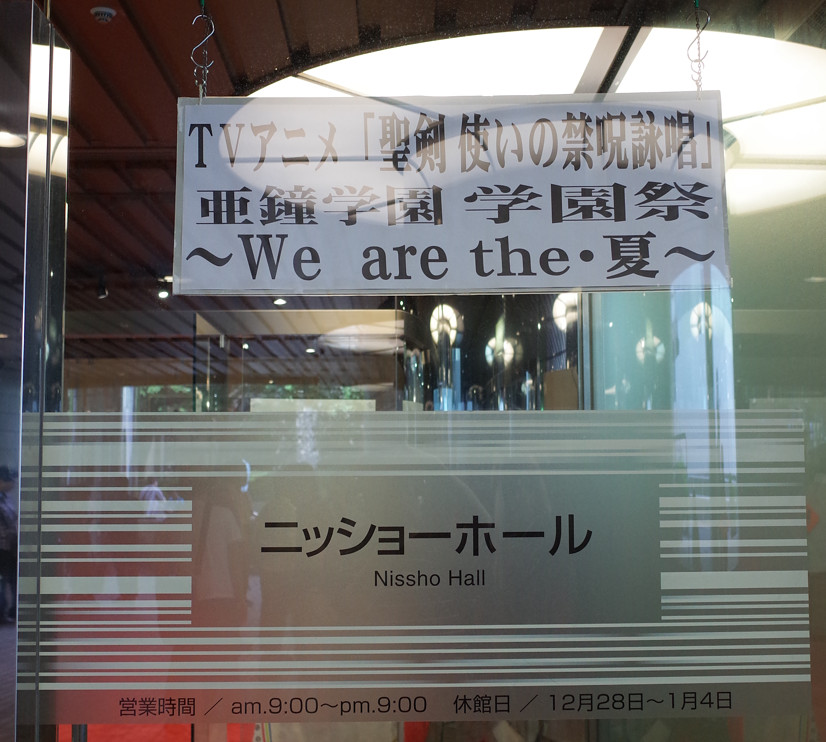 TVアニメ「聖剣使いの禁呪詠唱」
亜鐘学園 学園祭
～We are the・夏～
ニッショーホール
Nissho Hall
営業時間 ／ am.9:00～pm.9:00　休館日 ／ 12月28日～1月4日